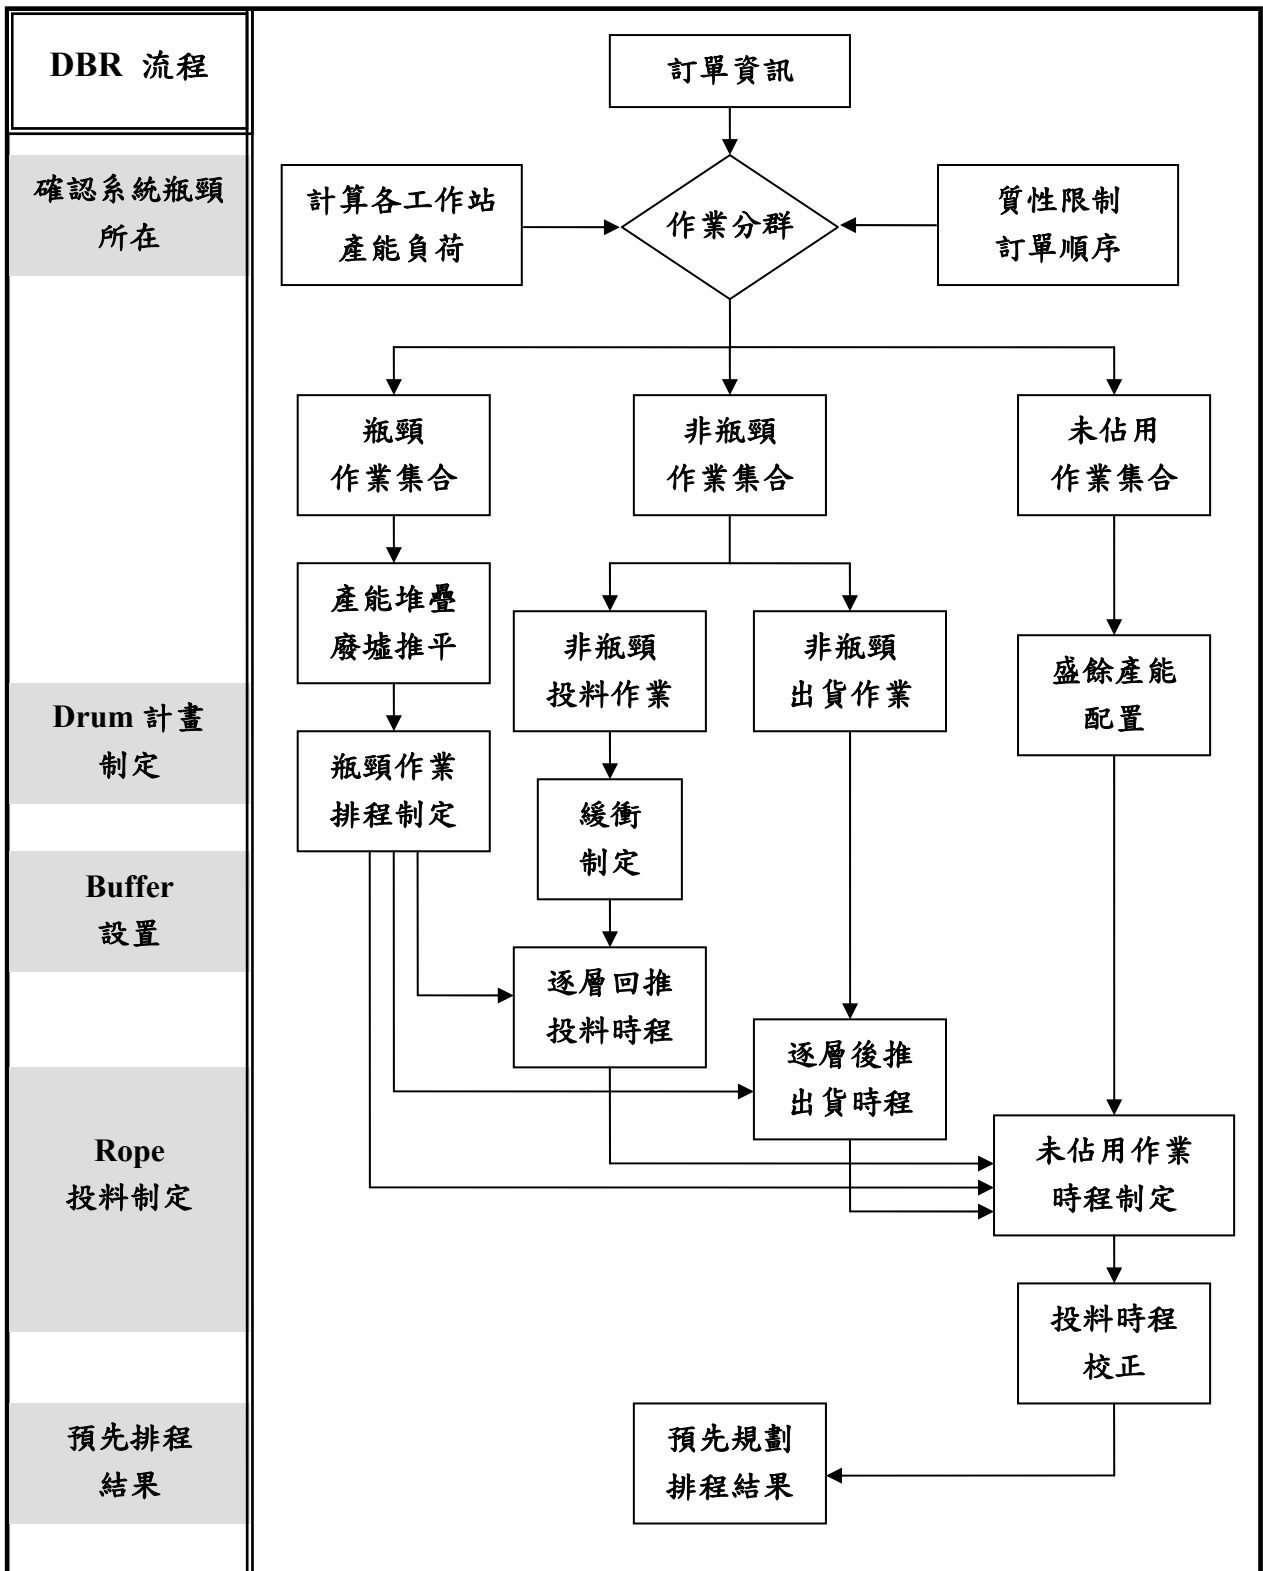 DBR 流程
訂單資訊
確認系統瓶頸
所在
計算各工作站
產能負荷
作業分群
質性限制
訂單順序
瓶頸
作業集合
非瓶頸
作業集合
未佔用
作業集合
產能堆疊
廢墟推平
非瓶頸
投料作業
非瓶頸
出貨作業
盛餘產能
配置
Drum 計畫
制定
瓶頸作業
排程制定
緩衝
制定
Buffer
設置
逐層回推
投料時程
逐層後推
出貨時程
Rope
投料制定
未佔用作業
時程制定
投料時程
校正
預先排程
結果
預先規劃
排程結果